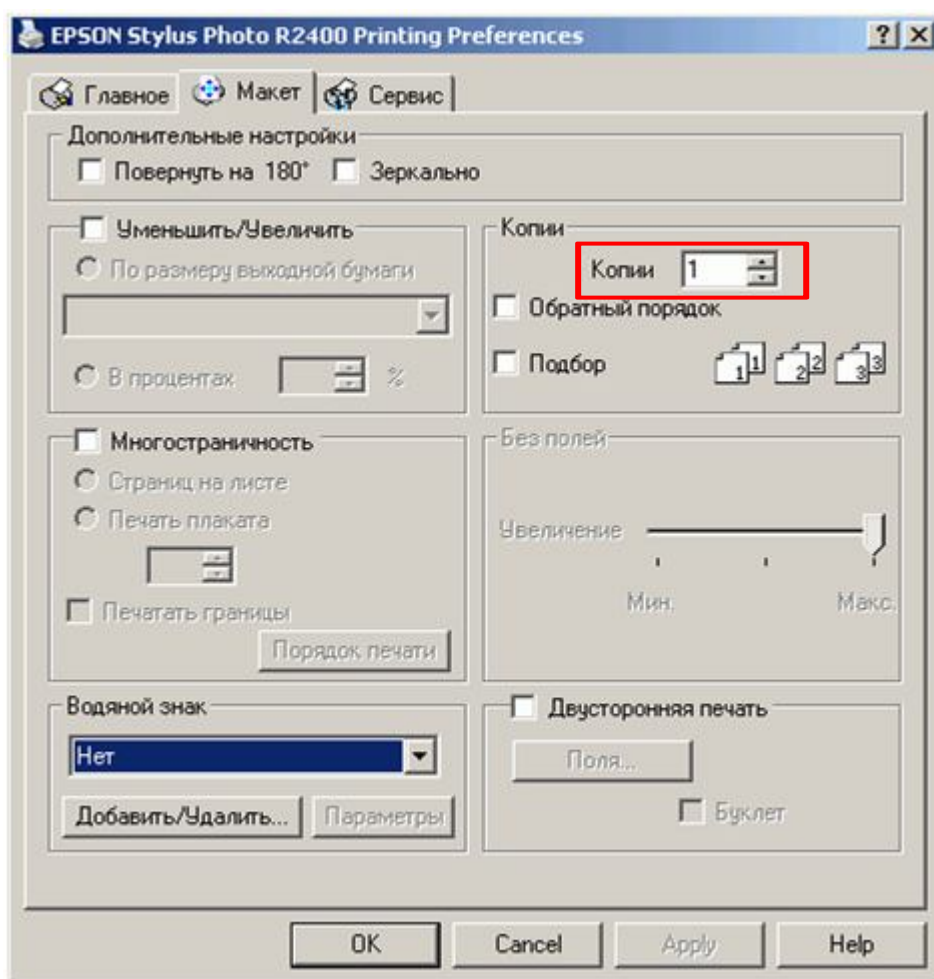 EPSON Stylus Photo R2400 Printing Preferences
Главное Макет Сервис
Дополнительные настройки
Повернуть на 180° Зеркально
Уменьшить/Увеличить
По размеру выходной бумаги
В процентах %
Копии
Копии 1
Обратный порядок
Подбор 1 1 2 2 3 3
Многостраничность
Страниц на листе
Печать плаката
Печатать границы
Порядок печати
Без полей
Увеличение
Мин. Макс.
Водяной знак
Нет
Добавить/Удалить... Параметры
Двусторонняя печать
Поля...
Буклет
OK Cancel Apply Help